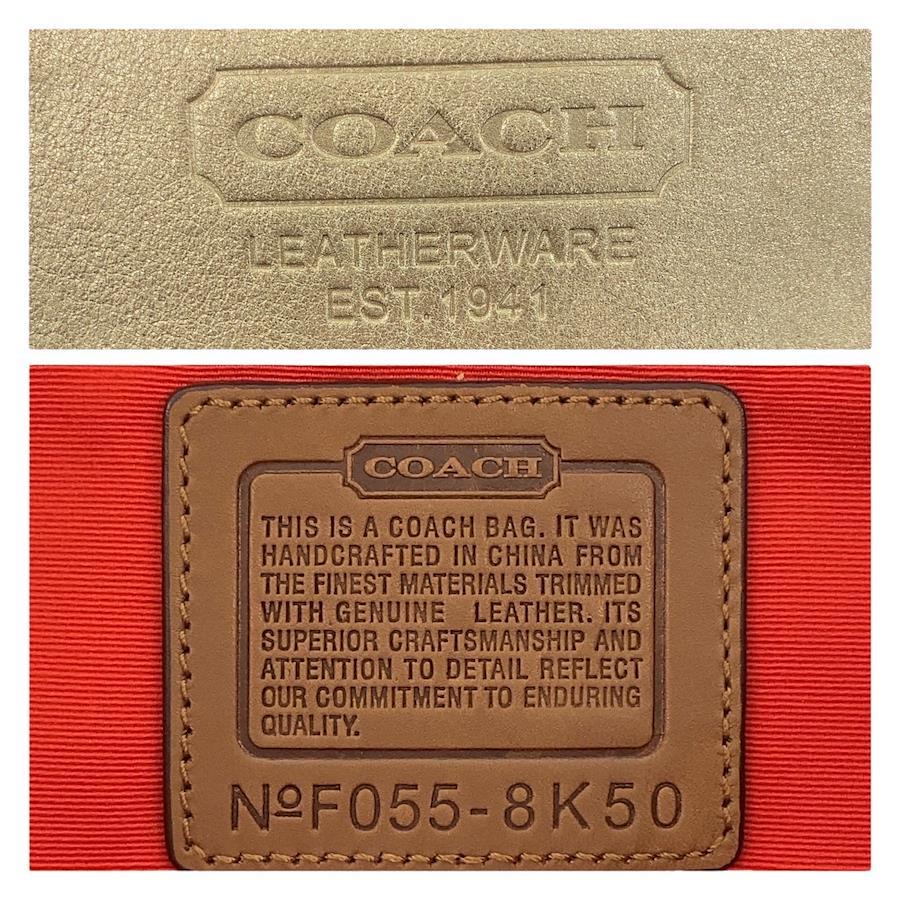 COACH
LEATHERWARE
EST.1941
COACH
THIS IS A COACH BAG. IT WAS
HANDCRAFTED IN CHINA FROM
THE FINEST MATERIALS TRIMMED
WITH GENUINE LEATHER. ITS
SUPERIOR CRAFTSMANSHIP AND
ATTENTION TO DETAIL REFLECT
OUR COMMITMENT TO ENDURING
QUALITY.
NºF055-8K50